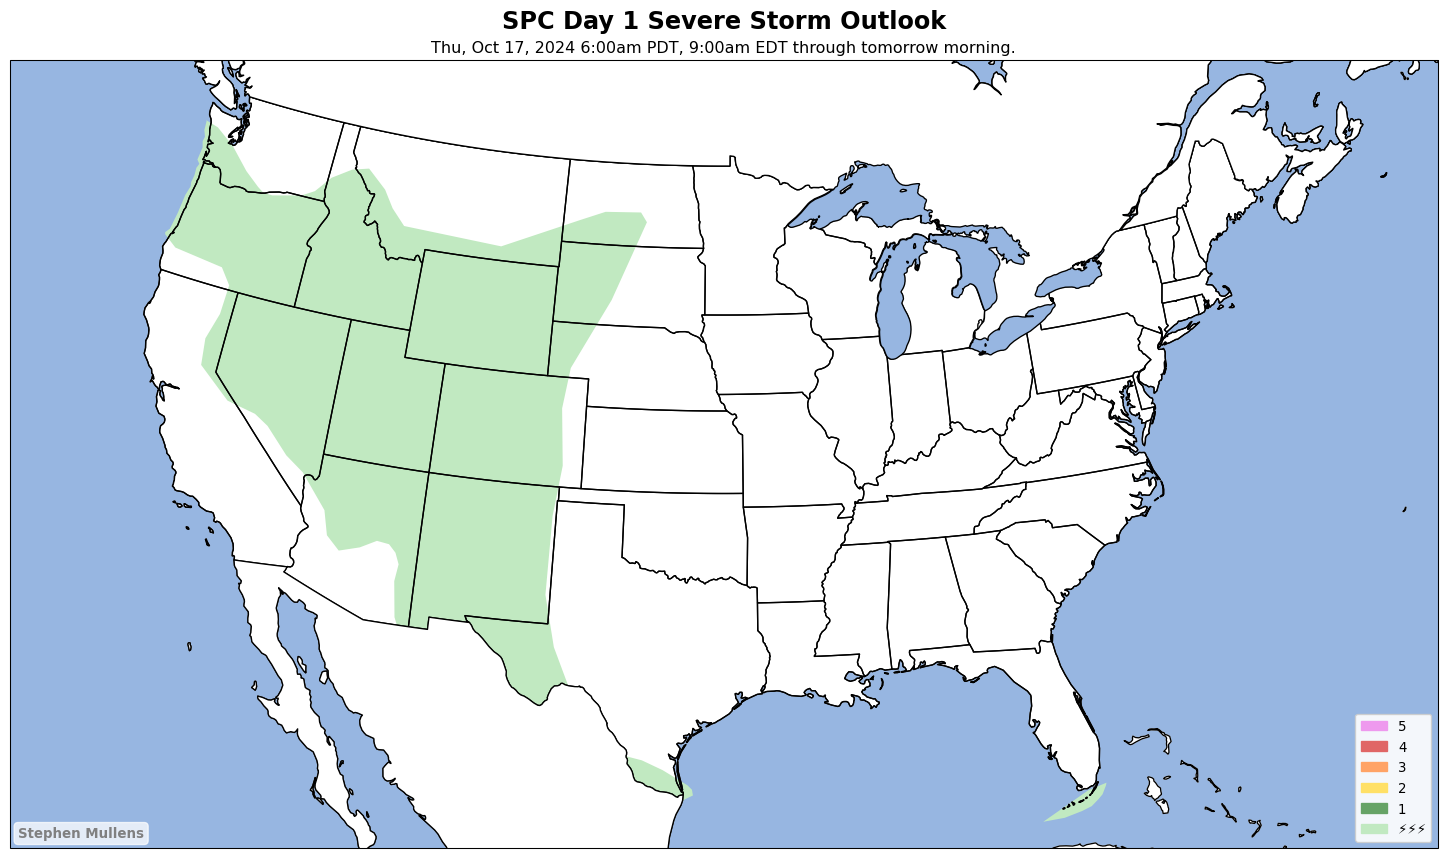 SPC Day 1 Severe Storm Outlook
Thu, Oct 17, 2024 6:00am PDT, 9:00am EDT through tomorrow morning.
5
4
3
2
1
⚡⚡⚡
Stephen Mullens